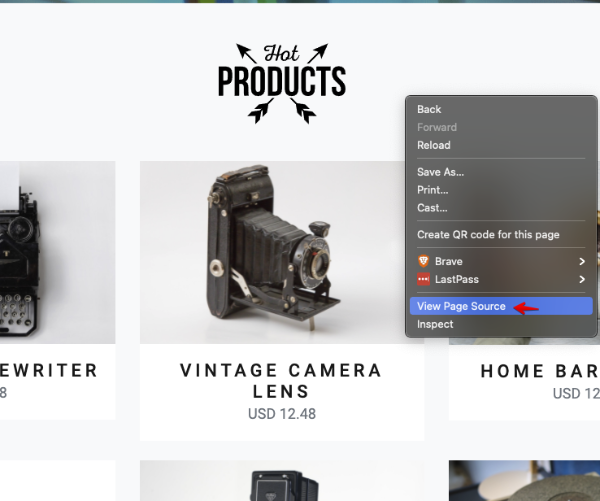 Hot
PRODUCTS
Back
Forward
Reload
Save As...
Print...
Cast...
Create QR code for this page
Brave
LastPass
View Page Source
Inspect
EWRITER
8
VINTAGE CAMERA
LENS
USD 12.48
HOME BAR
USD 12